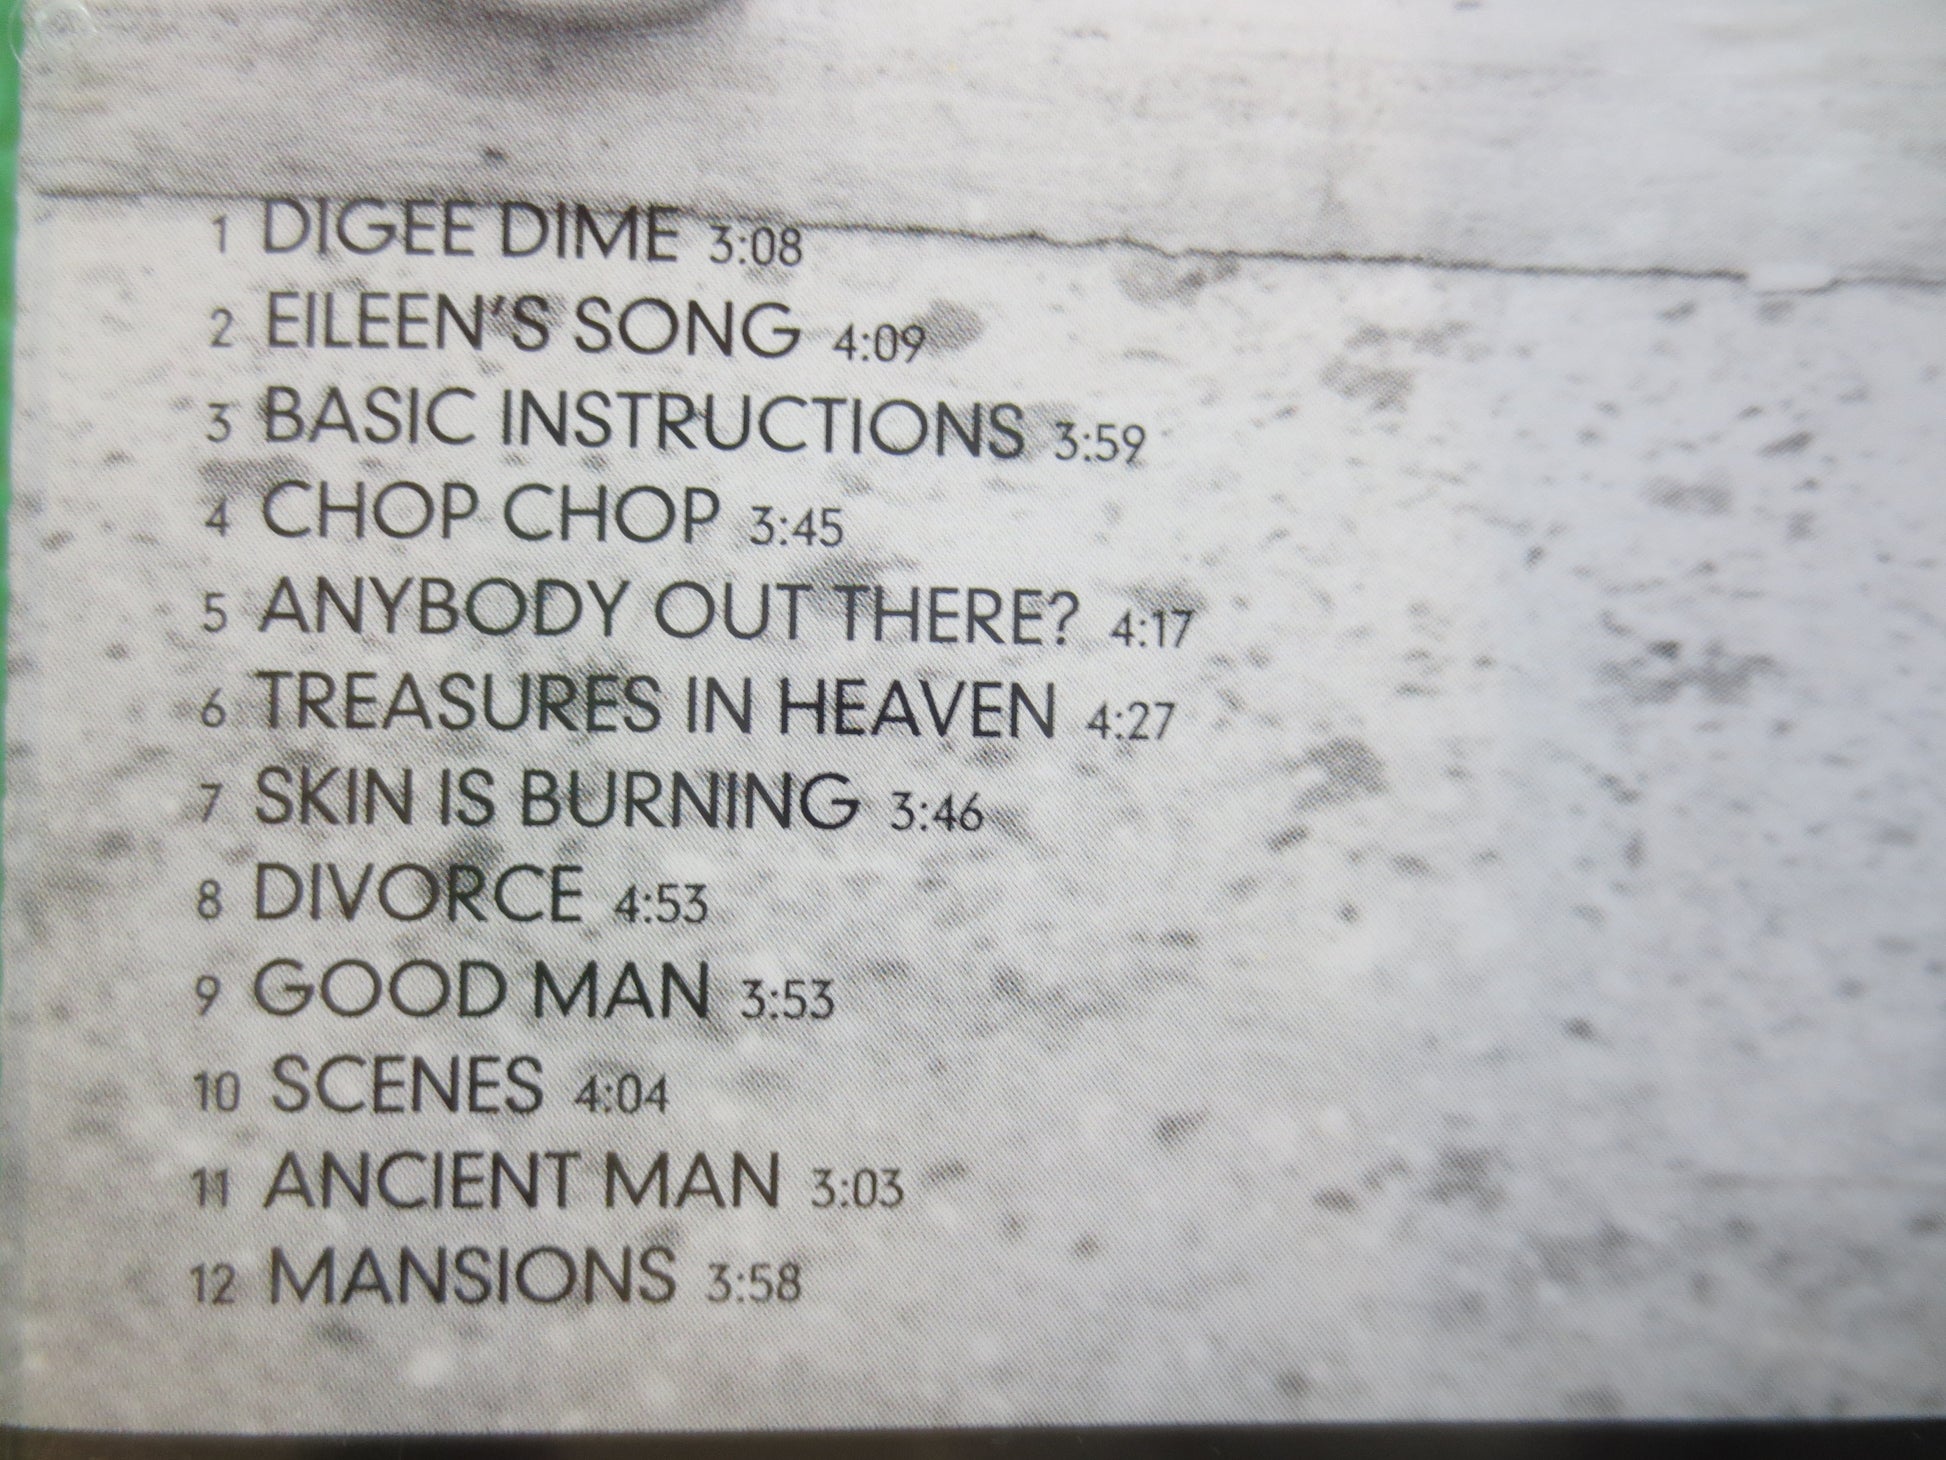 1 DIGEE DIME 3:08
2 EILEEN'S SONG 4:09
3 BASIC INSTRUCTIONS 3:59
4 CHOP CHOP 3:45
5 ANYBODY OUT THERE? 4:17
6 TREASURES IN HEAVEN 4:27
7 SKIN IS BURNING 3:46
8 DIVORCE 4:53
9 GOOD MAN 3:53
10 SCENES 4:04
11 ANCIENT MAN 3:03
12 MANSIONS 3:58